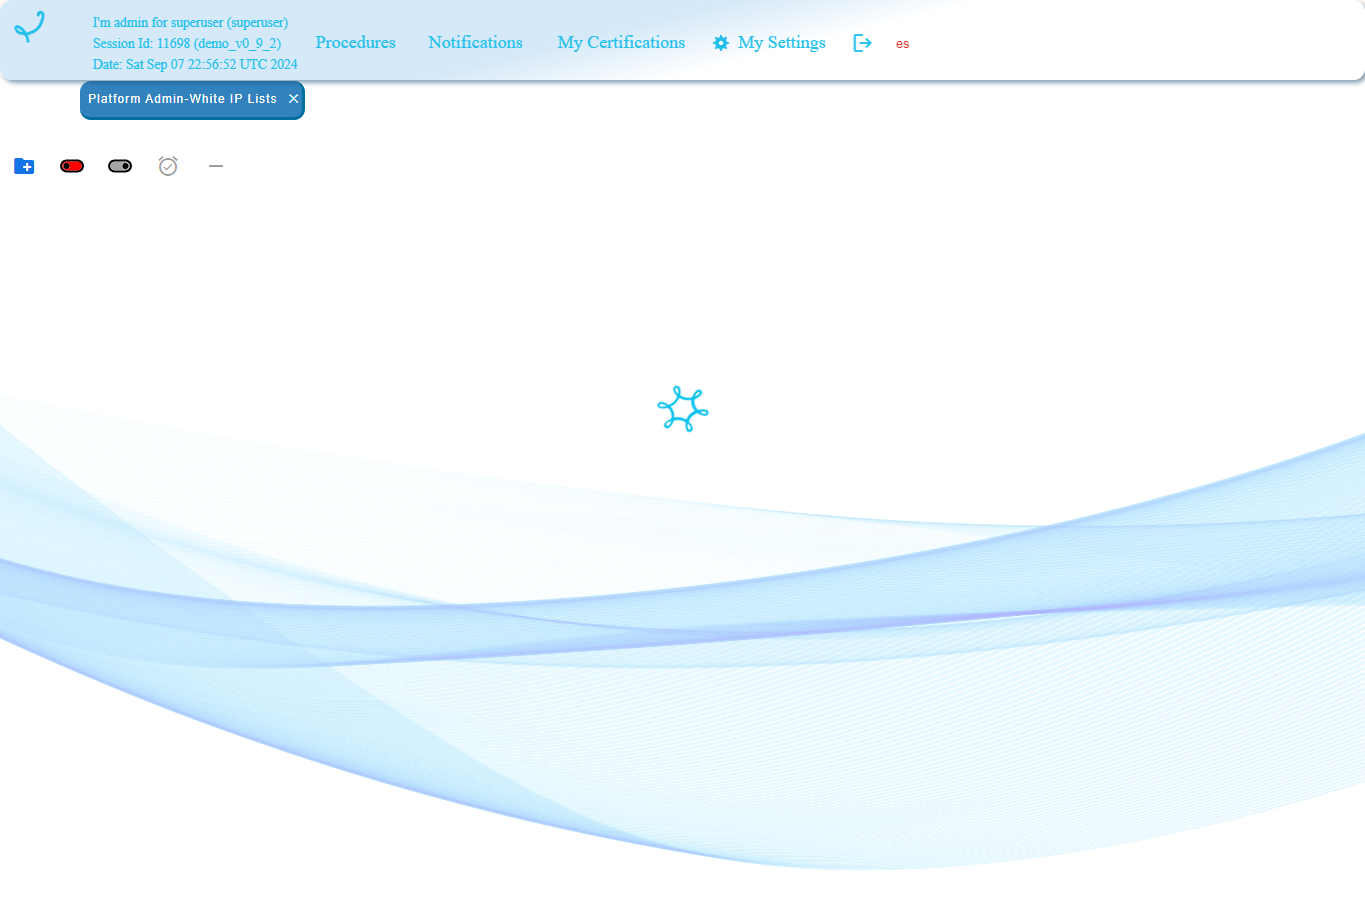 I'm admin for superuser (superuser)
Session Id: 11698 (demo_v0_9_2)
Date: Sat Sep 07 22:56:52 UTC 2024
Procedures
Notifications
My Certifications
My Settings
es
Platform Admin-White IP Lists